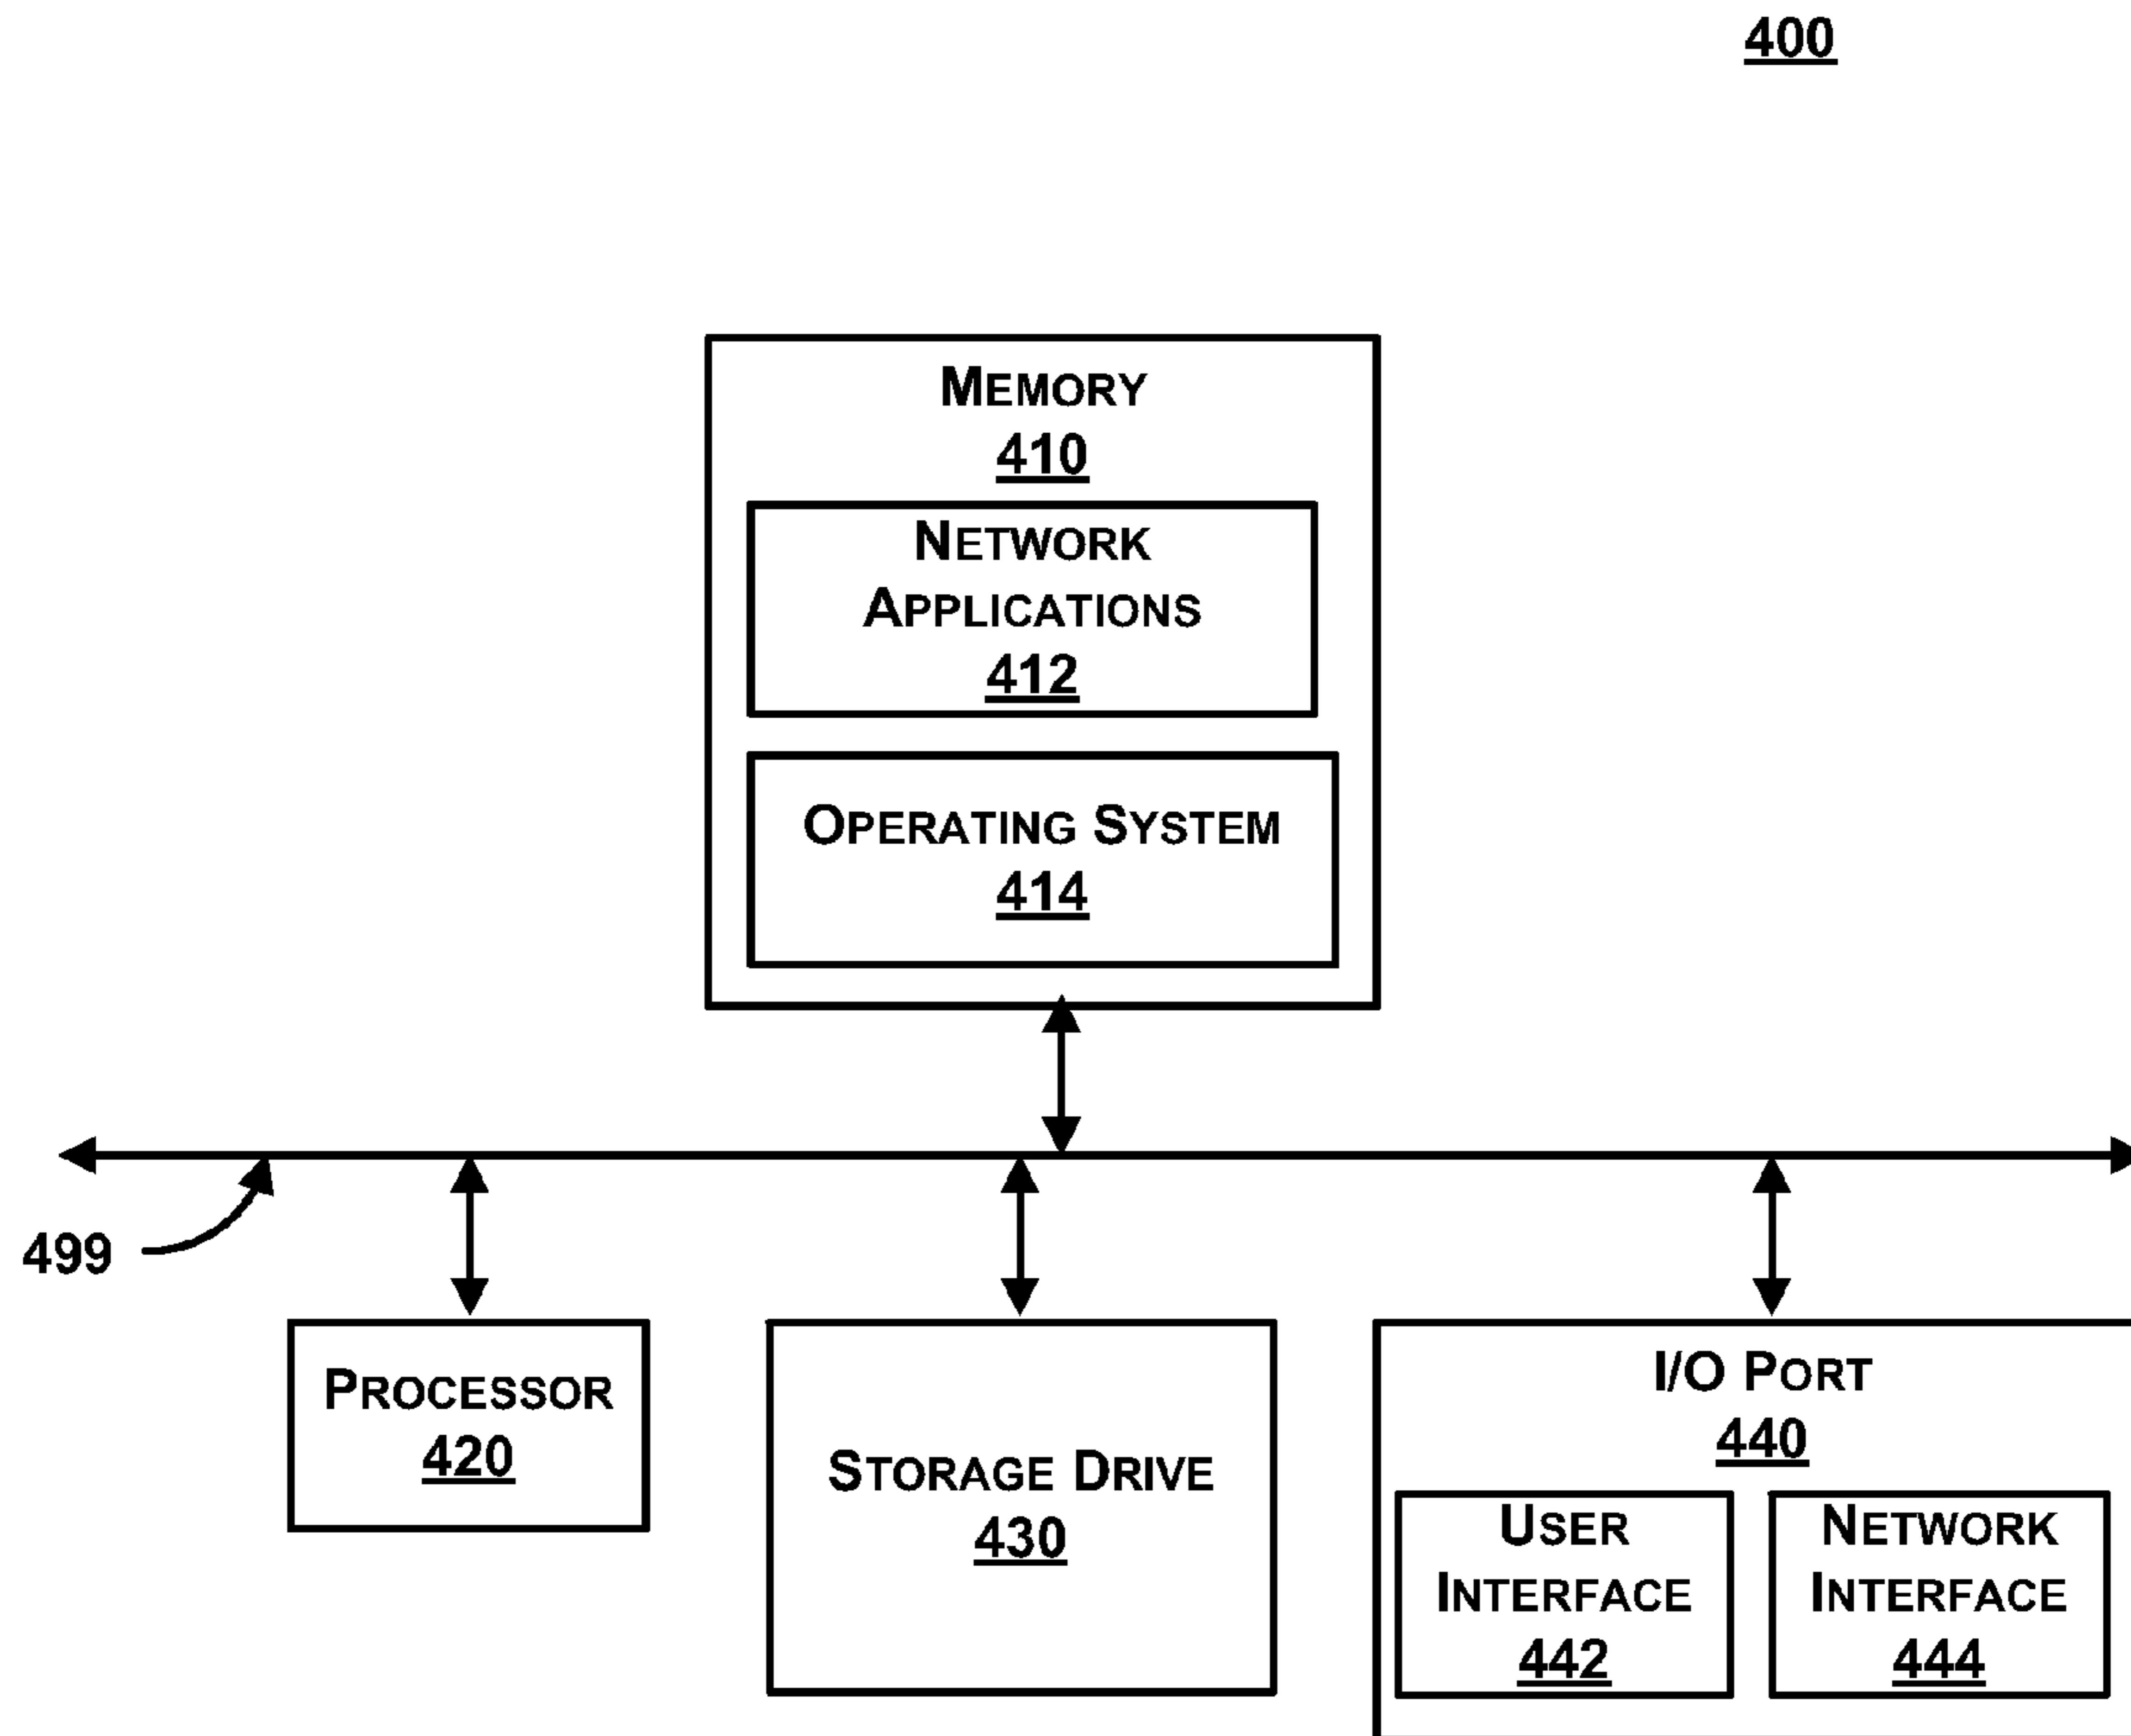 400
MEMORY
410
NETWORK
APPLICATIONS
412
OPERATING SYSTEM
414
499
PROCESSOR
420
STORAGE DRIVE
430
I/O PORT
440
USER
INTERFACE
442
NETWORK
INTERFACE
444